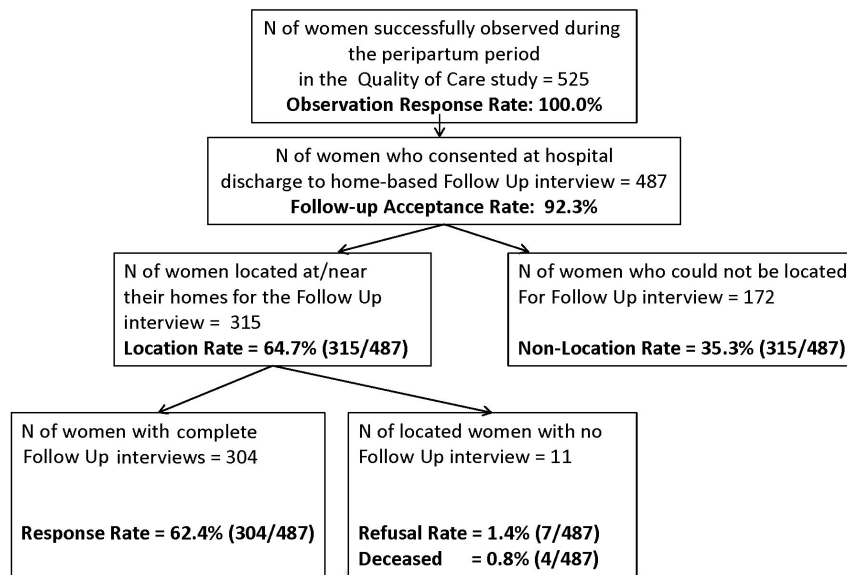 N of women successfully observed during
the peripartum period
in the Quality of Care study = 525
Observation Response Rate: 100.0%
N of women who consented at hospital
discharge to home-based Follow Up interview = 487
Follow-up Acceptance Rate: 92.3%
N of women located at/near
their homes for the Follow Up
interview = 315
Location Rate = 64.7% (315/487)
N of women who could not be located
For Follow Up interview = 172
Non-Location Rate = 35.3% (315/487)
N of women with complete
Follow Up interviews = 304
Response Rate = 62.4% (304/487)
N of located women with no
Follow Up interview = 11
Refusal Rate = 1.4% (7/487)
Deceased = 0.8% (4/487)